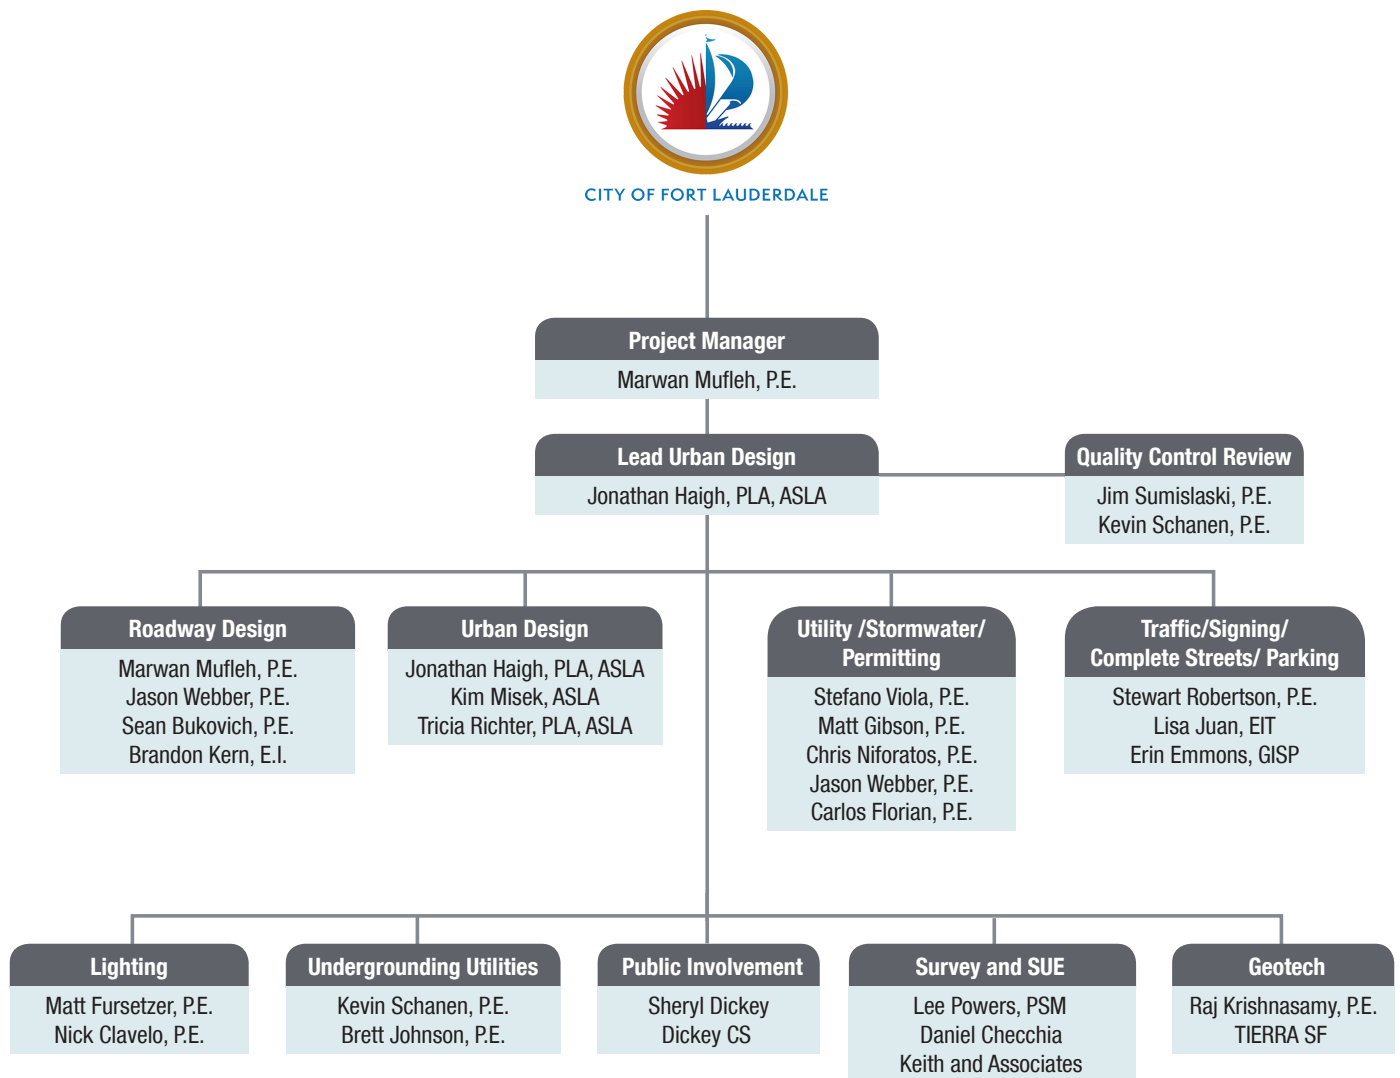 CITY OF FORT LAUDERDALE
Project Manager
Marwan Mufleh, P.E.
Lead Urban Design
Jonathan Haigh, PLA, ASLA
Quality Control Review
Jim Sumislaski, P.E.
Kevin Schanen, P.E.
Roadway Design
Marwan Mufleh, P.E.
Jason Webber, P.E.
Sean Bukovich, P.E.
Brandon Kern, E.I.
Urban Design
Jonathan Haigh, PLA, ASLA
Kim Misek, ASLA
Tricia Richter, PLA, ASLA
Utility /Stormwater/
Permitting
Stefano Viola, P.E.
Matt Gibson, P.E.
Chris Niforatos, P.E.
Jason Webber, P.E.
Carlos Florian, P.E.
Traffic/Signing/
Complete Streets/ Parking
Stewart Robertson, P.E.
Lisa Juan, EIT
Erin Emmons, GISP
Lighting
Matt Fursetzer, P.E.
Nick Clavelo, P.E.
Undergrounding Utilities
Kevin Schanen, P.E.
Brett Johnson, P.E.
Public Involvement
Sheryl Dickey
Dickey CS
Survey and SUE
Lee Powers, PSM
Daniel Checchia
Keith and Associates
Geotech
Raj Krishnasamy, P.E.
TIERRA SF